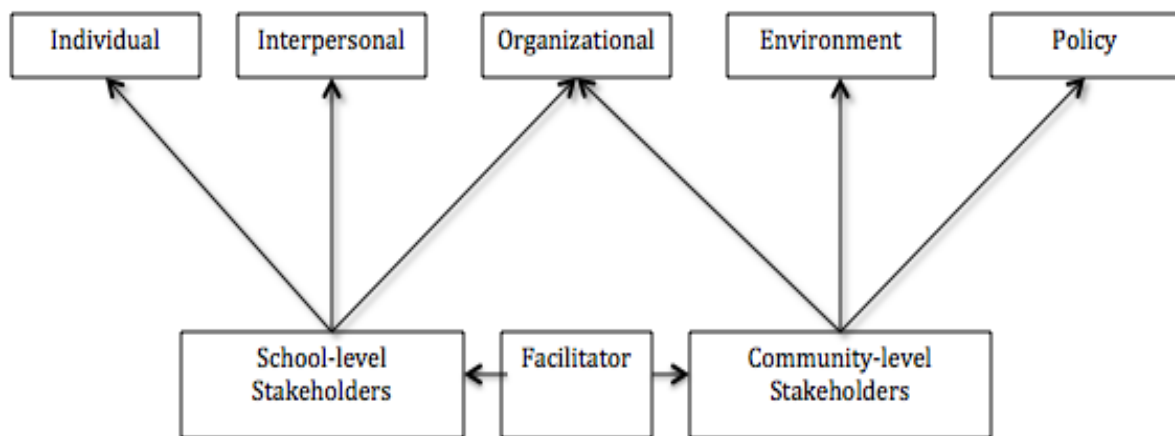 Individual
Interpersonal
Organizational
Environment
Policy
School-level
Stakeholders
Facilitator
Community-level
Stakeholders